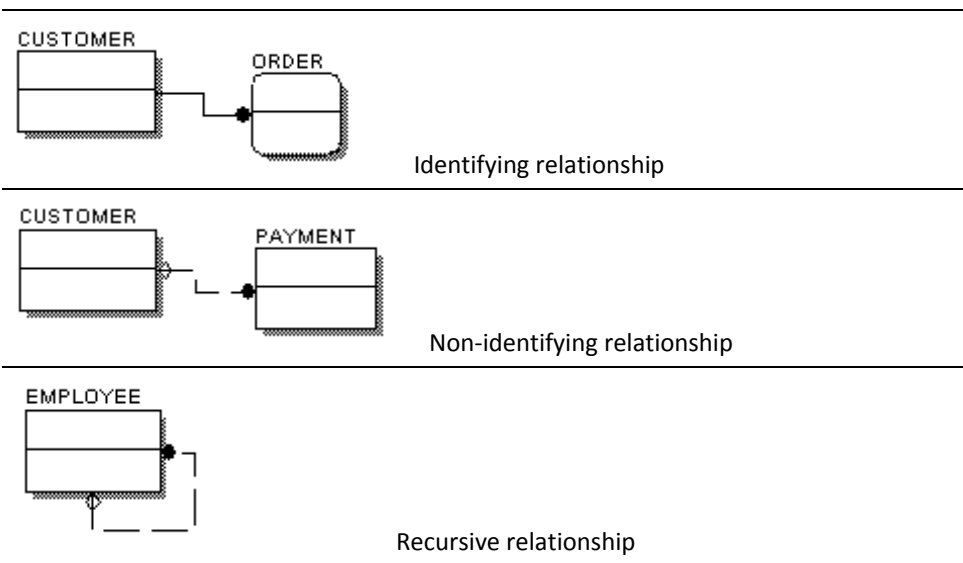 CUSTOMER
ORDER
Identifying relationship
CUSTOMER
PAYMENT
Non-identifying relationship
EMPLOYEE
Recursive relationship